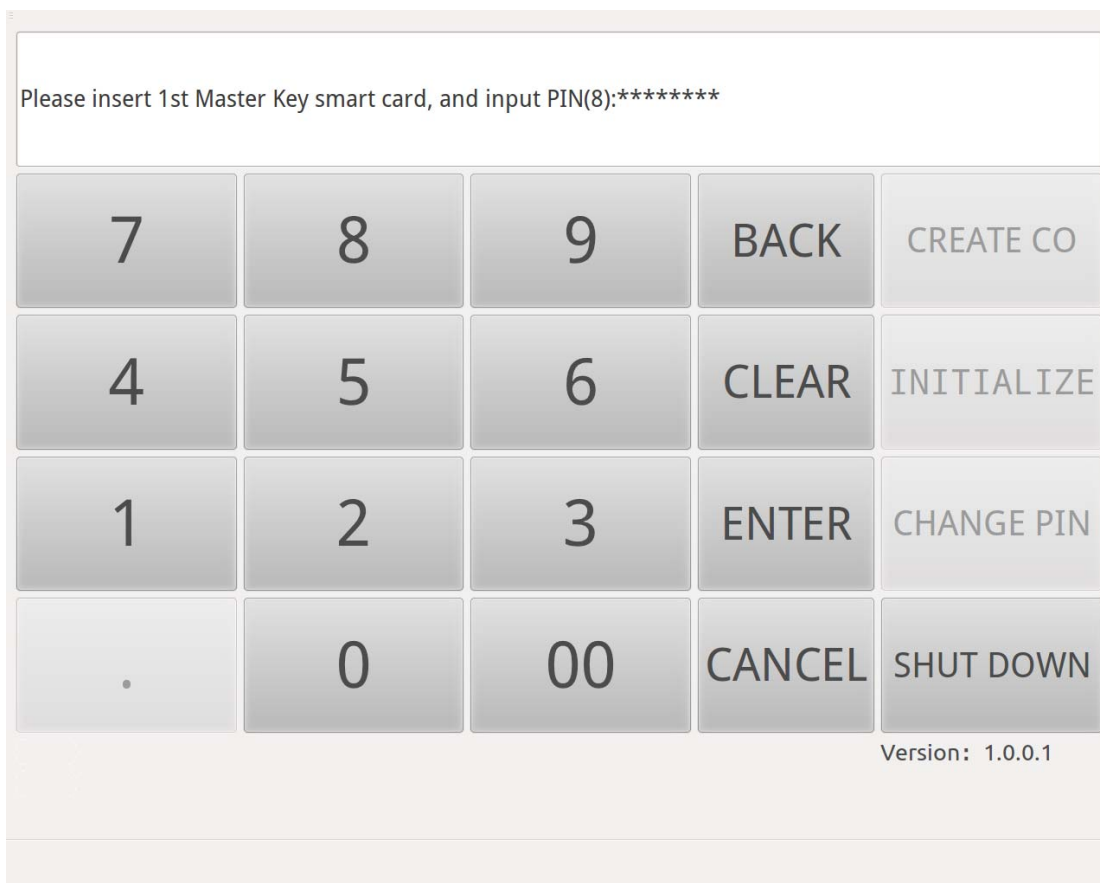 Please insert 1st Master Key smart card, and input PIN(8):********
7 8 9 BACK CREATE CO
4 5 6 CLEAR INITIALIZE
1 2 3 ENTER CHANGE PIN
. 0 00 CANCEL SHUT DOWN
Version: 1.0.0.1